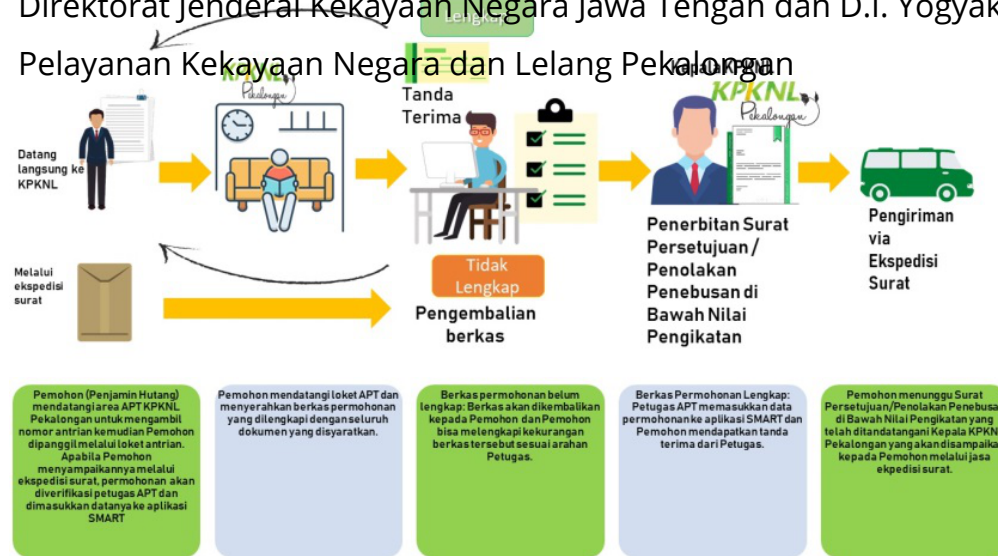 Direktorat Jenderal Kekayaan Negara Jawa Tengah dan D.I. Yogyak
Lengkap
Pelayanan Kekayaan Negara dan Lelang Pekalongan
Kepala KPKNL
KPKNL
Pekalongan
KPKNL
Pekalongan
Tanda
Terima
Datang
langsung ke
KPKNL
Melalui
ekspedisi
surat
Tidak
Lengkap
Pengembalian
berkas
Penerbitan Surat
Persetujuan/
Penolakan
Penebusan di
Bawah Nilai
Pengikatan
Pengiriman
via
Ekspedisi
Surat
Pemohon (Penjamin Hutang)
mendatangi area APT KPKNL
Pekalongan untuk mengambil
nomor antrian kemudian Pemohon
dipanggil melalui loket antrian.
Apabila Pemohon
menyampaikannya melalui
ekspedisi surat, permohonan akan
diverifikasi petugas APT dan
dimasukkan datanya ke aplikasi
SMART
Pemohon mendatangi loket APT dan
menyerahkan berkas permohonan
yang dilengkapi dengan seluruh
dokumen yang disyaratkan.
Berkas permohonan belum
lengkap: Berkas akan dikembalikan
kepada Pemohon dan Pemohon
bisa melengkapi kekurangan
berkas tersebut sesuai arahan
Petugas.
Berkas Permohonan Lengkap:
Petugas APT memasukkan data
permohonan ke aplikasi SMART dan
Pemohon mendapatkan tanda
terima dari Petugas.
Pemohon menunggu Surat
Persetujuan/Penolakan Penebusa
di Bawah Nilai Pengikatan yang
telah ditandatangani Kepala KPKN
Pekalongan yang akan disampaika
kepada Pemohon melalui jasa
ekpedisi surat.